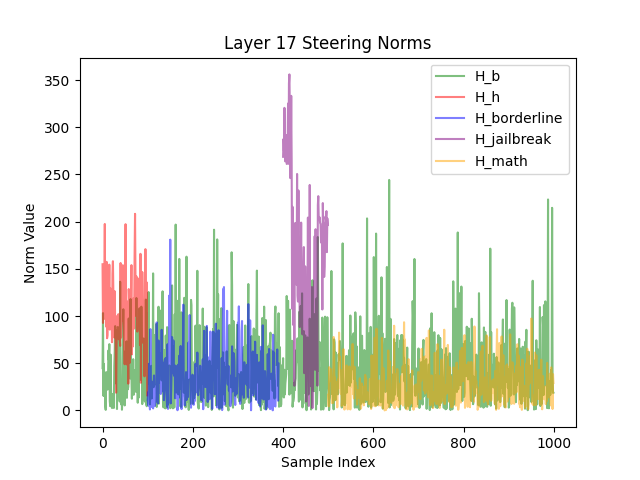 Layer 17 Steering Norms
350
300
250
200
150
100
50
0
Norm Value
H_b
H_h
H_borderline
H_jailbreak
H_math
0
200
400
600
800
1000
Sample Index